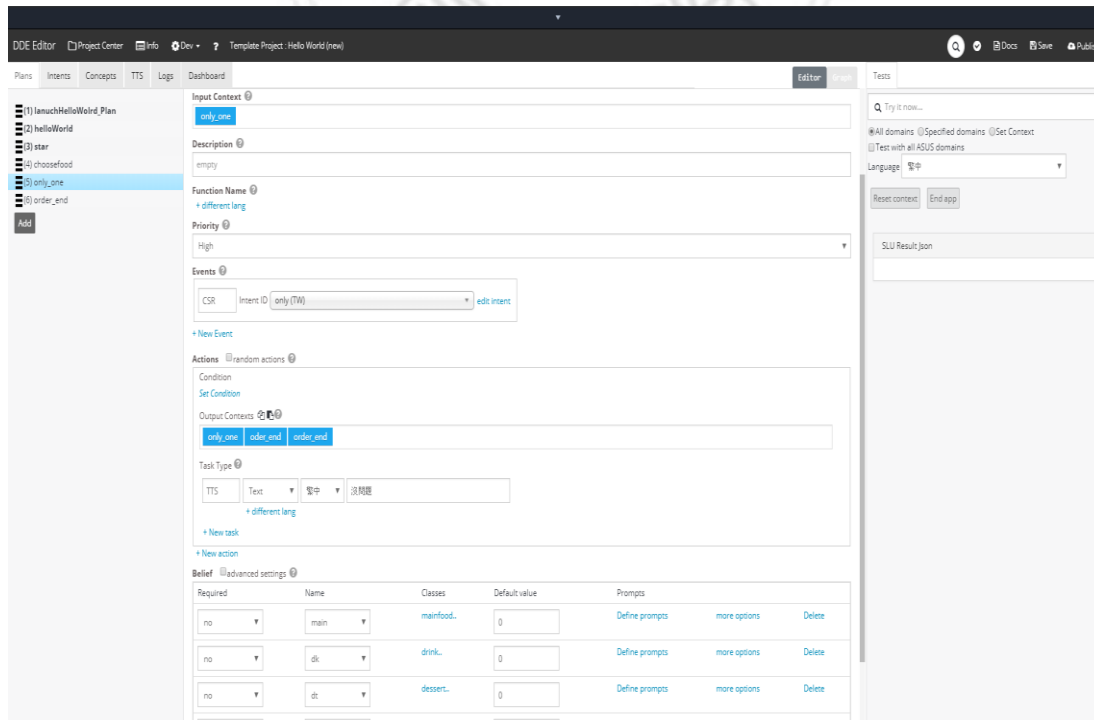 DDE Editor Project Center Info Dev ? Template Project : Hello World (new) Docs Save Publis
Plans Intents Concepts TTS Logs Dashboard Editor Graph Tests
(1) lanuchHelloWolrd_Plan
(2) helloWorld
(3) star
(4) choosefood
(5) only_one
(6) order_end
Add
Input Context
only_one
Description
empty
Function Name
+ different lang
Priority
High
Events
CSR Intent ID only (TW) edit intent
+ New Event
Actions random actions
Condition
Set Condition
Output Contexts
only_one oder_end order_end
Task Type
TTS Text 繁中 沒問題
+ different lang
+ New task
+ New action
Belief advanced settings
Required Name Classes Default value Prompts
no main mainfood.. 0 Define prompts more options Delete
no dk drink.. 0 Define prompts more options Delete
no dt dessert.. 0 Define prompts more options Delete
Try it now...
All domains Specified domains Set Context
Test with all ASUS domains
Language 繁中
Reset context End app
SLU Result Json